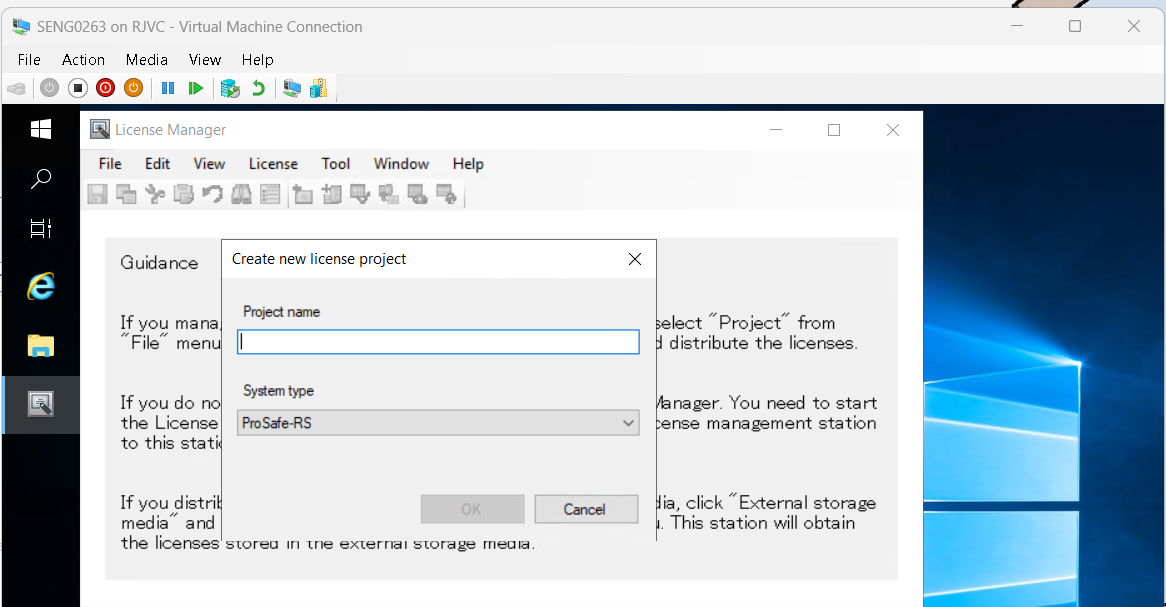 SENG0263 on RJVC - Virtual Machine Connection
File Action Media View Help
License Manager
File Edit View License Tool Window Help
Guidance
Create new license project
Project name
If you mana
select "Project" from
"File" menu
d distribute the licenses.
System type
ProSafe-RS
If you do no
Manager. You need to start
the License
cense management station
to this static
OK Cancel
If you distrib
dia, click "External storage
media" and
. This station will obtain
the licenses stored in the external storage media.